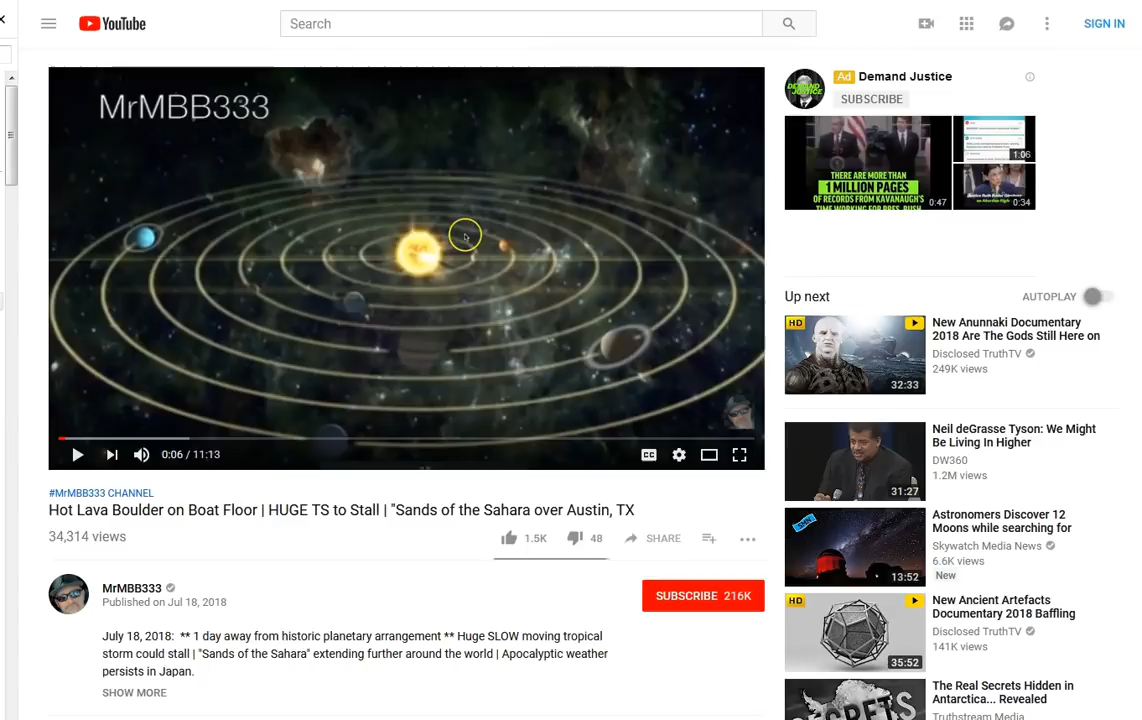 YouTube
Search
SIGN IN
MrMBB333
Ad Demand Justice
SUBSCRIBE
THERE ARE MORE THAN
1 MILLION PAGES
OF RECORDS FROM KAVANAUGH'S
TIME WORKING FOR PRES. BUSH
0:47
1:06
0:34
Up next
AUTOPLAY
HD
New Anunnaki Documentary
2018 Are The Gods Still Here on
Disclosed TruthTV
249K views
32:33
Neil deGrasse Tyson: We Might
Be Living In Higher
DW360
1.2M views
31:27
Astronomers Discover 12
Moons while searching for
Skywatch Media News
6.6K views
New
13:52
HD
New Ancient Artefacts
Documentary 2018 Baffling
Disclosed TruthTV
141K views
35:52
The Real Secrets Hidden in
Antarctica... Revealed
Truthstream Media
SECRETS
0:06 / 11:13
CC
#MrMBB333 CHANNEL
Hot Lava Boulder on Boat Floor | HUGE TS to Stall | "Sands of the Sahara over Austin, TX
34,314 views
1.5K
48
SHARE
MrMBB333
Published on Jul 18, 2018
SUBSCRIBE 216K
July 18, 2018: ** 1 day away from historic planetary arrangement ** Huge SLOW moving tropical
storm could stall | "Sands of the Sahara" extending further around the world | Apocalyptic weather
persists in Japan.
SHOW MORE